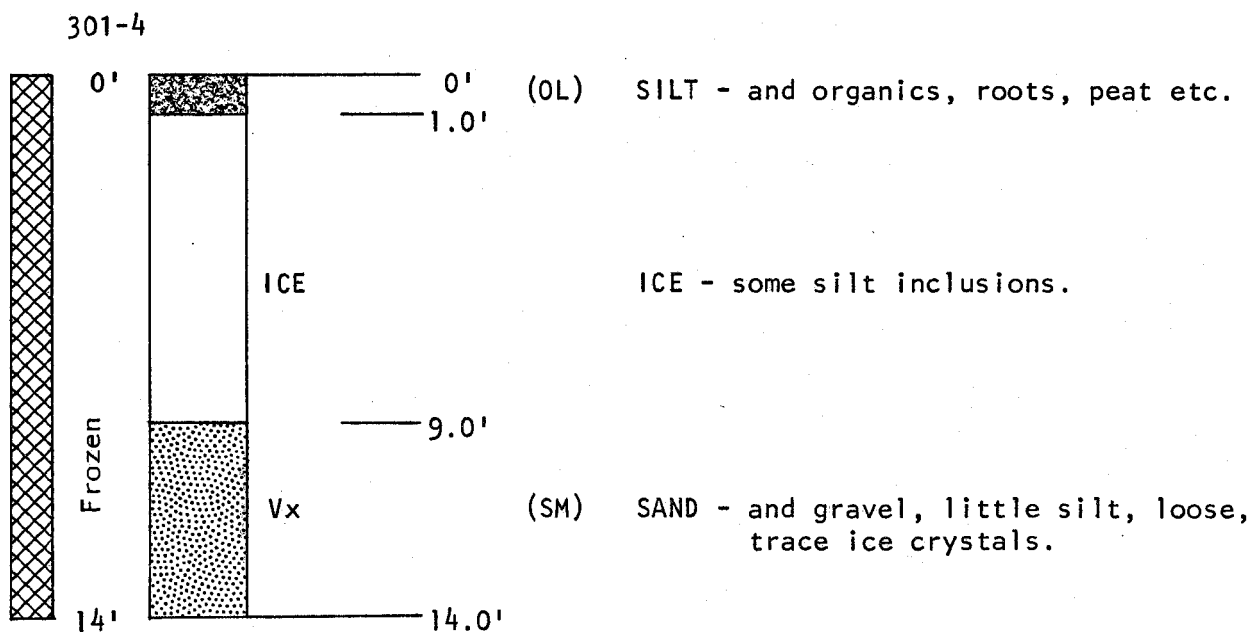 301-4
0' 0' (OL) SILT - and organics, roots, peat etc.
1.0'
ICE ICE - some silt inclusions.
9.0'
Frozen
Vx (SM) SAND - and gravel, little silt, loose,
trace ice crystals.
14' 14.0'